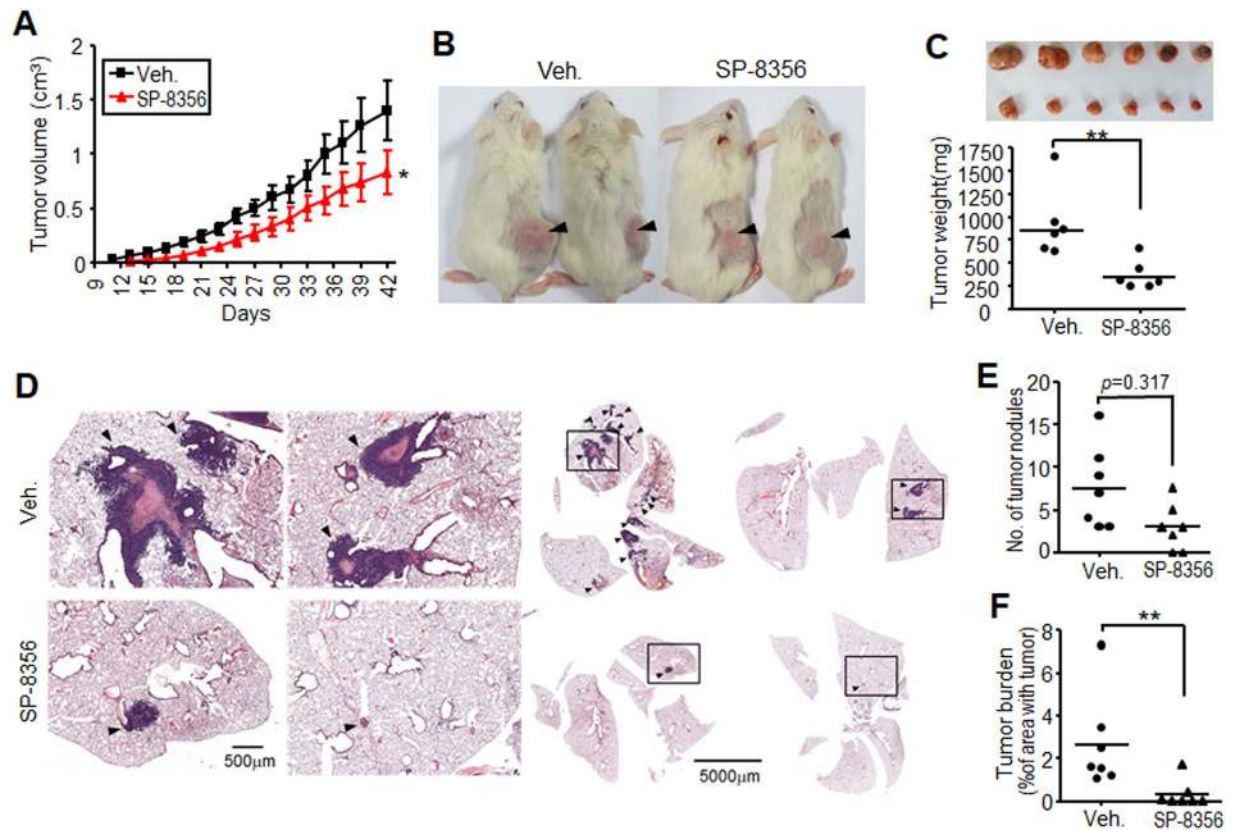 A
Tumor volume (cm³)
2
1.5
1
0.5
0
Veh.
SP-8356
*
9 12 15 18 21 24 27 30 33 36 39 42
Days
B
Veh. SP-8356
C
**
Tumor weight(mg)
1750
1500
1250
1000
750
500
250
0
Veh. SP-8356
D
Veh.
SP-8356
500μm
5000μm
E
No. of tumor nodules
20
15
10
5
0
p=0.317
Veh. SP-8356
F
Tumor burden
(%of area with tumor)
8
6
4
2
0
**
Veh. SP-8356